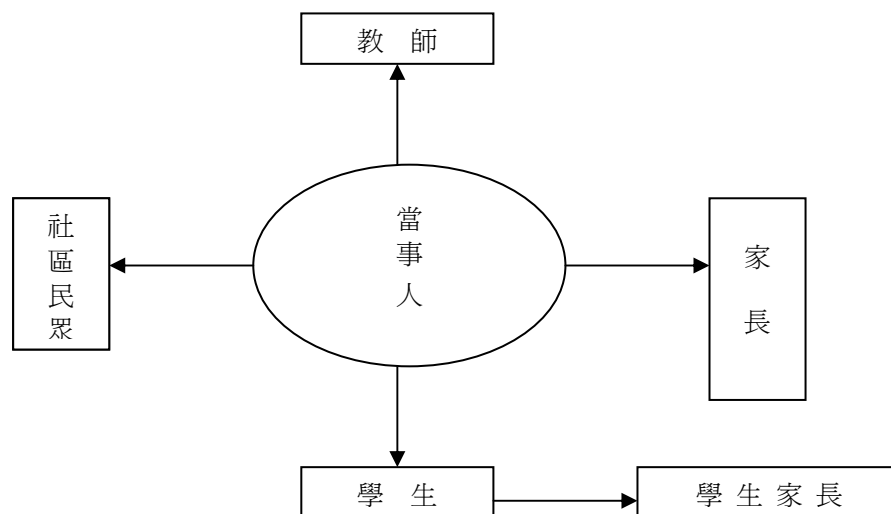 教 師
當事人
社區民眾
家長
學 生
學 生 家 長